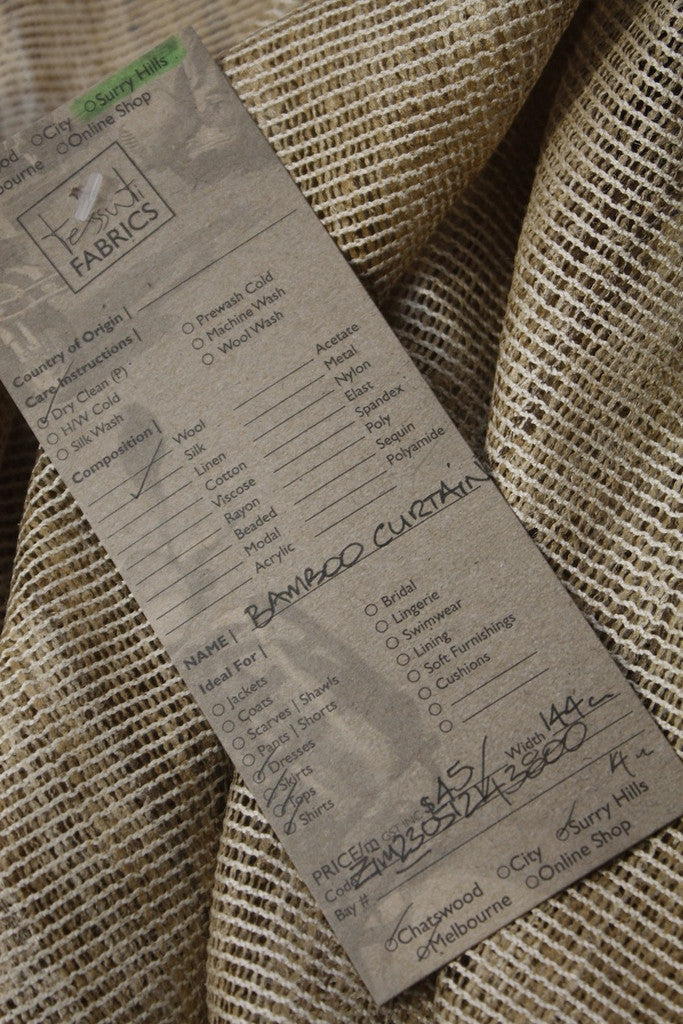 ○City ○Surry Hills
○Online Shop
Tessuti
FABRICS
Country of Origin |
Care Instructions |
Dry Clean (P)
○ H/W Cold
○ Silk Wash
○ Prewash Cold
○ Machine Wash
○ Wool Wash
Composition |
Wool
Silk
Linen
Cotton
Viscose
Rayon
Beaded
Modal
Acrylic
Acetate
Metal
Nylon
Elast
Spandex
Poly
Sequin
Polyamide
NAME | BAMBOO CURTAIN
Ideal For |
○ Jackets
○ Coats
○ Scarves | Shawls
○ Pants | Shorts
Dresses
Skirts
Tops
Shirts
○ Bridal
○ Lingerie
○ Swimwear
○ Lining
○ Soft Furnishings
○ Cushions
PRICE/m GST INC $45/ Width 144cm
Code
Bay #
Chatswood ○City Surry Hills
Melbourne ○Online Shop